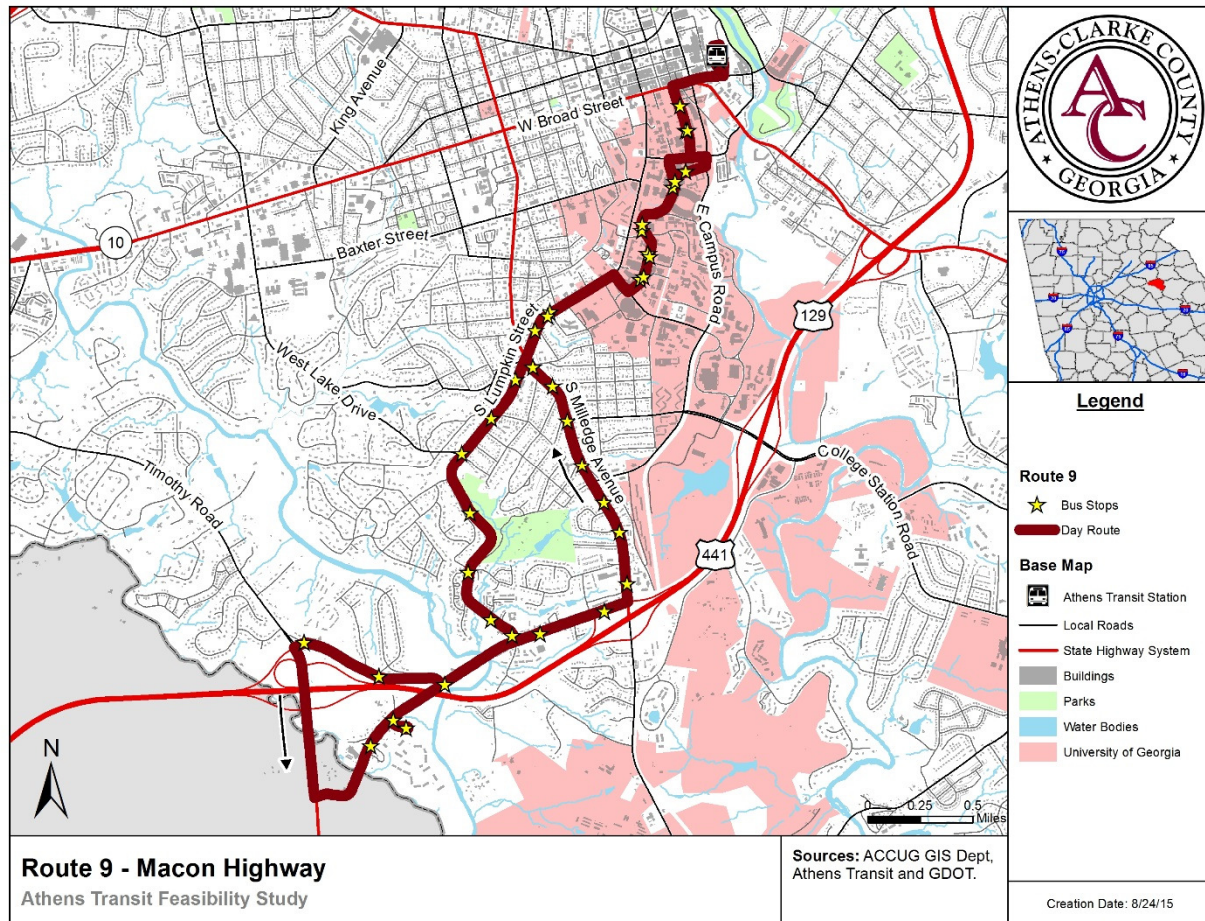 King Avenue
W Broad Street
10
Baxter Street
E Campus Road
129
S Lumpkin Street
West Lake Drive
S Milledge Avenue
Timothy Road
College Station Road
441
N
0 0.25 0.5
Miles
ATHENS-CLARKE COUNTY
AC
GEORGIA
Legend
Route 9
Bus Stops
Day Route
Base Map
Athens Transit Station
Local Roads
State Highway System
Buildings
Parks
Water Bodies
University of Georgia
Route 9 - Macon Highway
Athens Transit Feasibility Study
Sources: ACCUG GIS Dept,
Athens Transit and GDOT.
Creation Date: 8/24/15